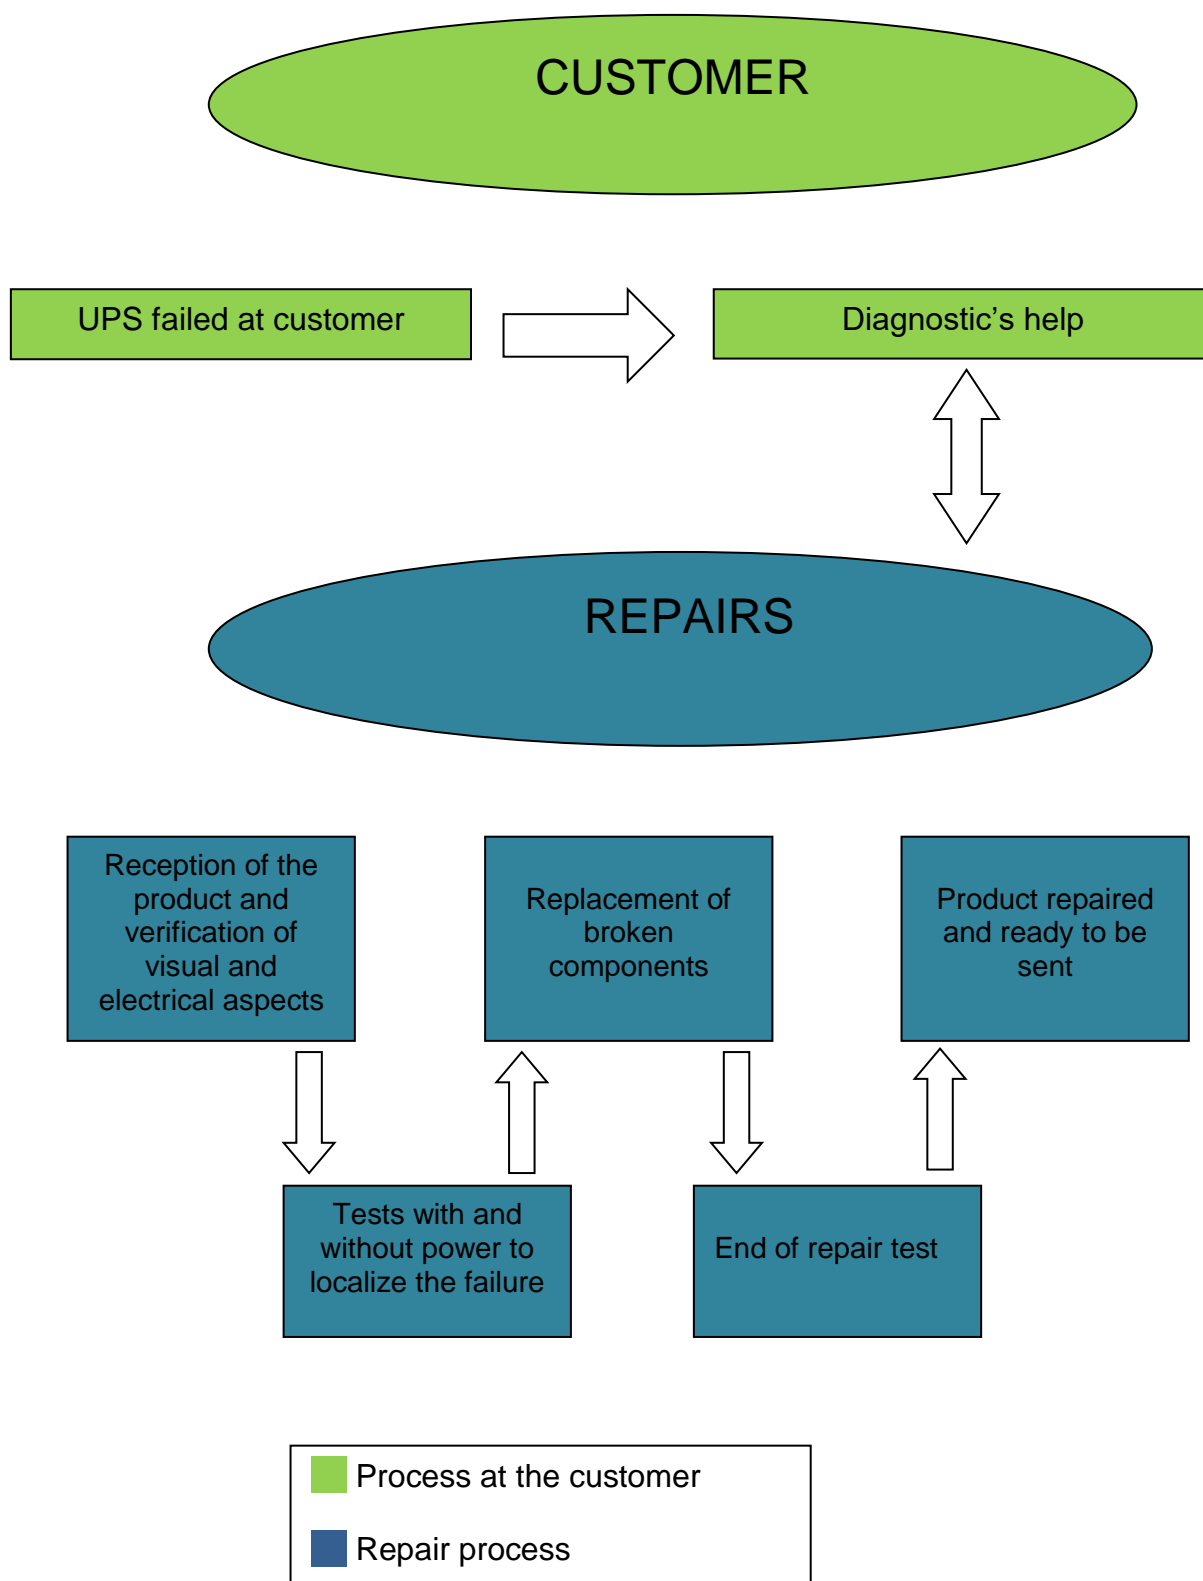 CUSTOMER
UPS failed at customer
Diagnostic’s help
REPAIRS
Reception of the
product and
verification of
visual and
electrical aspects
Replacement of
broken
components
Product repaired
and ready to be
sent
Tests with and
without power to
localize the failure
End of repair test
Process at the customer
Repair process